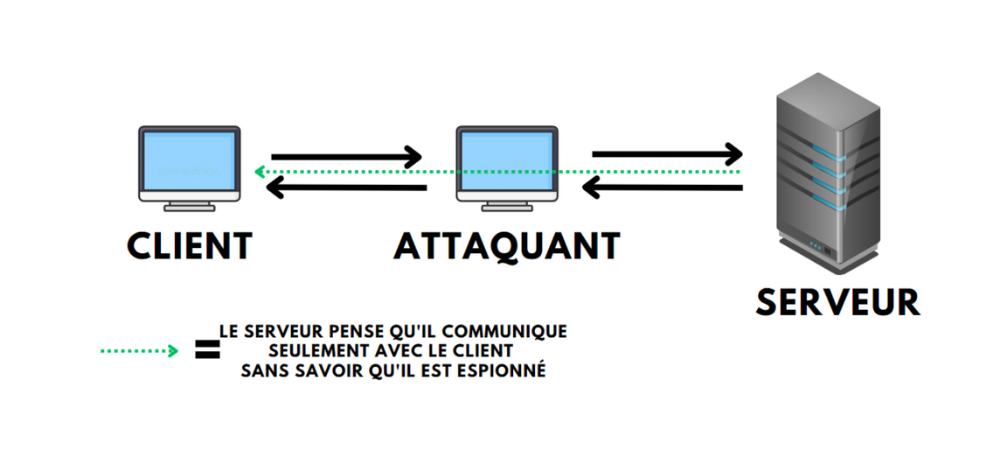 CLIENT
ATTAQUANT
SERVEUR
= LE SERVEUR PENSE QU'IL COMMUNIQUE
SEULEMENT AVEC LE CLIENT
SANS SAVOIR QU'IL EST ESPIONNÉ